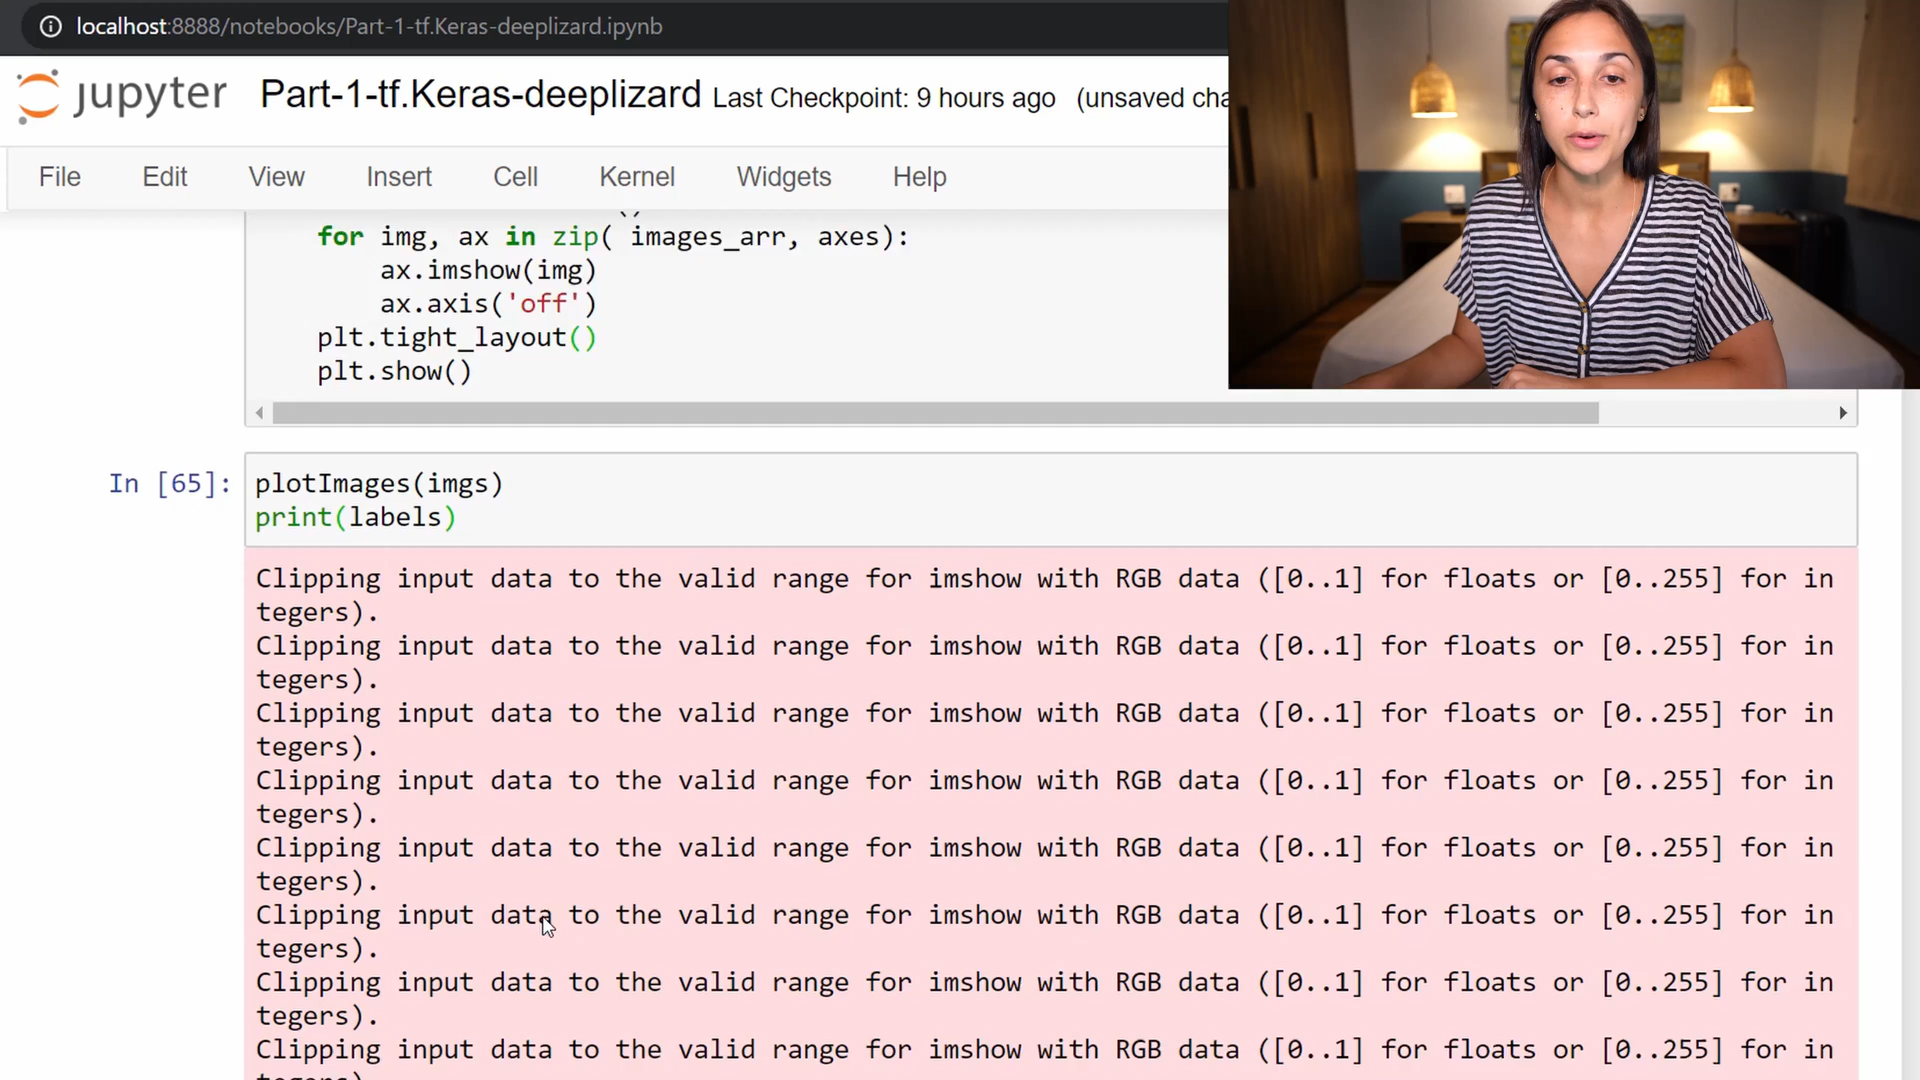 localhost:8888/notebooks/Part-1-tf.Keras-deeplizard.ipynb
jupyter Part-1-tf.Keras-deeplizard Last Checkpoint: 9 hours ago (unsaved cha
File Edit View Insert Cell Kernel Widgets Help
for img, ax in zip( images_arr, axes):
ax.imshow(img)
ax.axis('off')
plt.tight_layout()
plt.show()
In [65]: plotImages(imgs)
print(labels)
Clipping input data to the valid range for imshow with RGB data ([0..1] for floats or [0..255] for in
tegers).
Clipping input data to the valid range for imshow with RGB data ([0..1] for floats or [0..255] for in
tegers).
Clipping input data to the valid range for imshow with RGB data ([0..1] for floats or [0..255] for in
tegers).
Clipping input data to the valid range for imshow with RGB data ([0..1] for floats or [0..255] for in
tegers).
Clipping input data to the valid range for imshow with RGB data ([0..1] for floats or [0..255] for in
tegers).
Clipping input data to the valid range for imshow with RGB data ([0..1] for floats or [0..255] for in
tegers).
Clipping input data to the valid range for imshow with RGB data ([0..1] for floats or [0..255] for in
tegers).
Clipping input data to the valid range for imshow with RGB data ([0..1] for floats or [0..255] for in